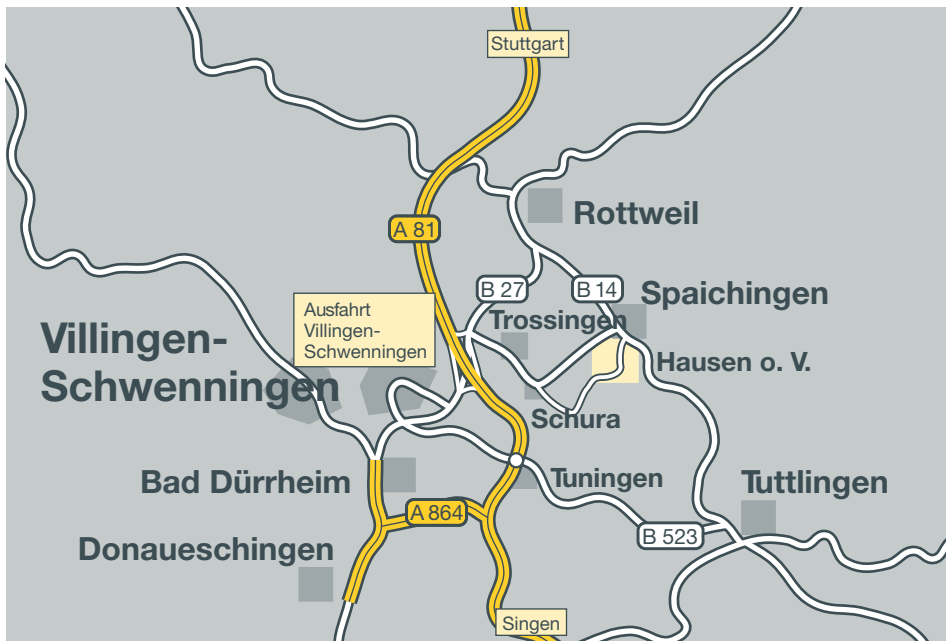 Stuttgart
Rottweil
A 81
B 27
B 14
Spaichingen
Ausfahrt
Villingen-
Schwenningen
Trossingen
Villingen-
Schwenningen
Hausen o. V.
Schura
Bad Dürrheim
Tuningen
Tuttlingen
A 864
B 523
Donaueschingen
Singen